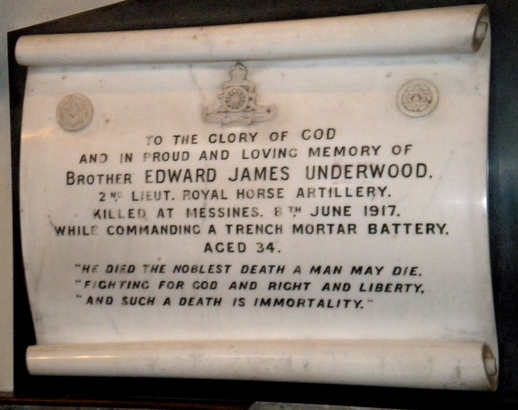 TO THE GLORY OF GOD
AND IN PROUD AND LOVING MEMORY OF
BROTHER EDWARD JAMES UNDERWOOD.
2ND LIEUT. ROYAL HORSE ARTILLERY.
KILLED AT MESSINES. 8TH JUNE 1917.
WHILE COMMANDING A TRENCH MORTAR BATTERY.
AGED 34.
"HE DIED THE NOBLEST DEATH A MAN MAY DIE,
"FIGHTING FOR GOD AND RIGHT AND LIBERTY,
"AND SUCH A DEATH IS IMMORTALITY."